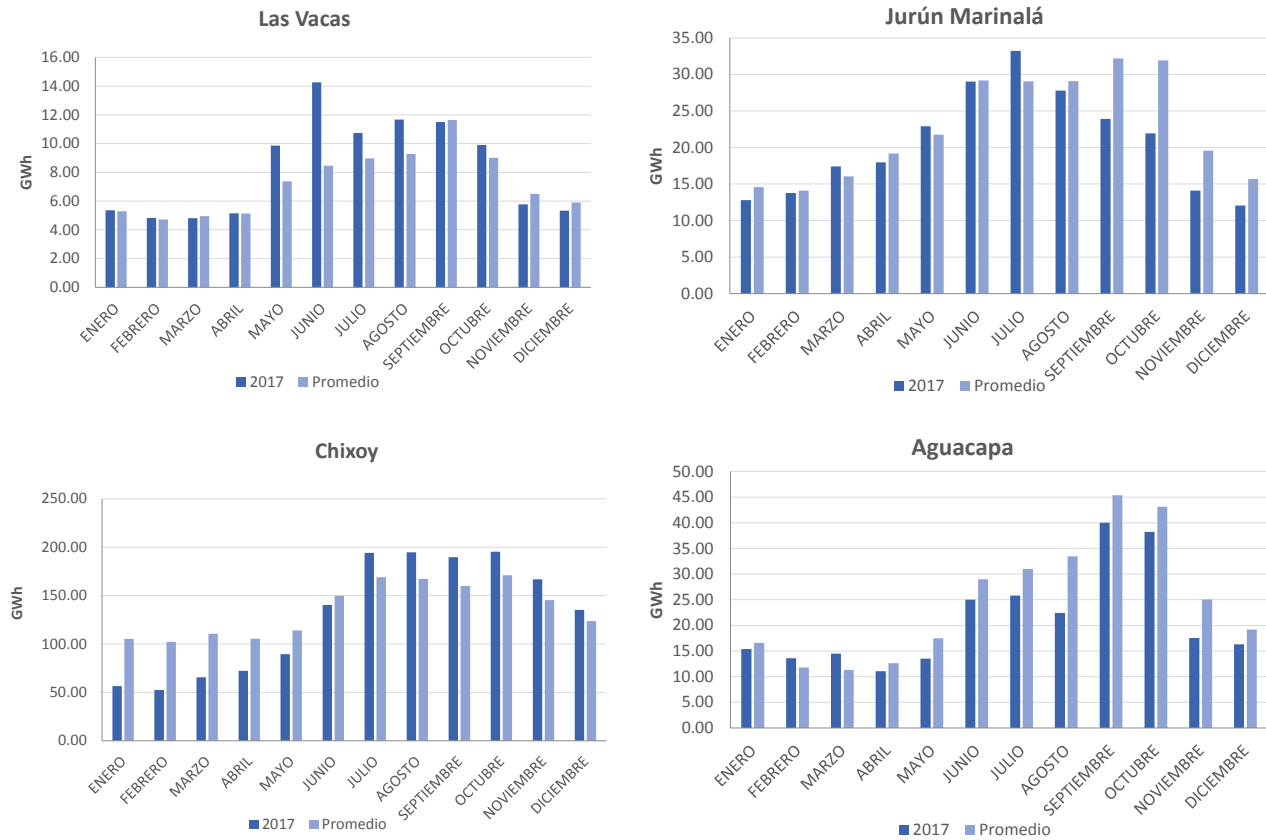 Las Vacas
16.00
14.00
12.00
10.00
8.00
6.00
4.00
2.00
0.00
GWh
ENERO
FEBRERO
MARZO
ABRIL
MAYO
JUNIO
JULIO
AGOSTO
SEPTIEMBRE
OCTUBRE
NOVIEMBRE
DICIEMBRE
2017 Promedio
Jurún Marinalá
35.00
30.00
25.00
20.00
15.00
10.00
5.00
0.00
GWh
ENERO
FEBRERO
MARZO
ABRIL
MAYO
JUNIO
JULIO
AGOSTO
SEPTIEMBRE
OCTUBRE
NOVIEMBRE
DICIEMBRE
2017 Promedio
Chixoy
250.00
200.00
150.00
100.00
50.00
0.00
GWh
ENERO
FEBRERO
MARZO
ABRIL
MAYO
JUNIO
JULIO
AGOSTO
SEPTIEMBRE
OCTUBRE
NOVIEMBRE
DICIEMBRE
2017 Promedio
Aguacapa
50.00
45.00
40.00
35.00
30.00
25.00
20.00
15.00
10.00
5.00
0.00
GWh
ENERO
FEBRERO
MARZO
ABRIL
MAYO
JUNIO
JULIO
AGOSTO
SEPTIEMBRE
OCTUBRE
NOVIEMBRE
DICIEMBRE
2017 Promedio